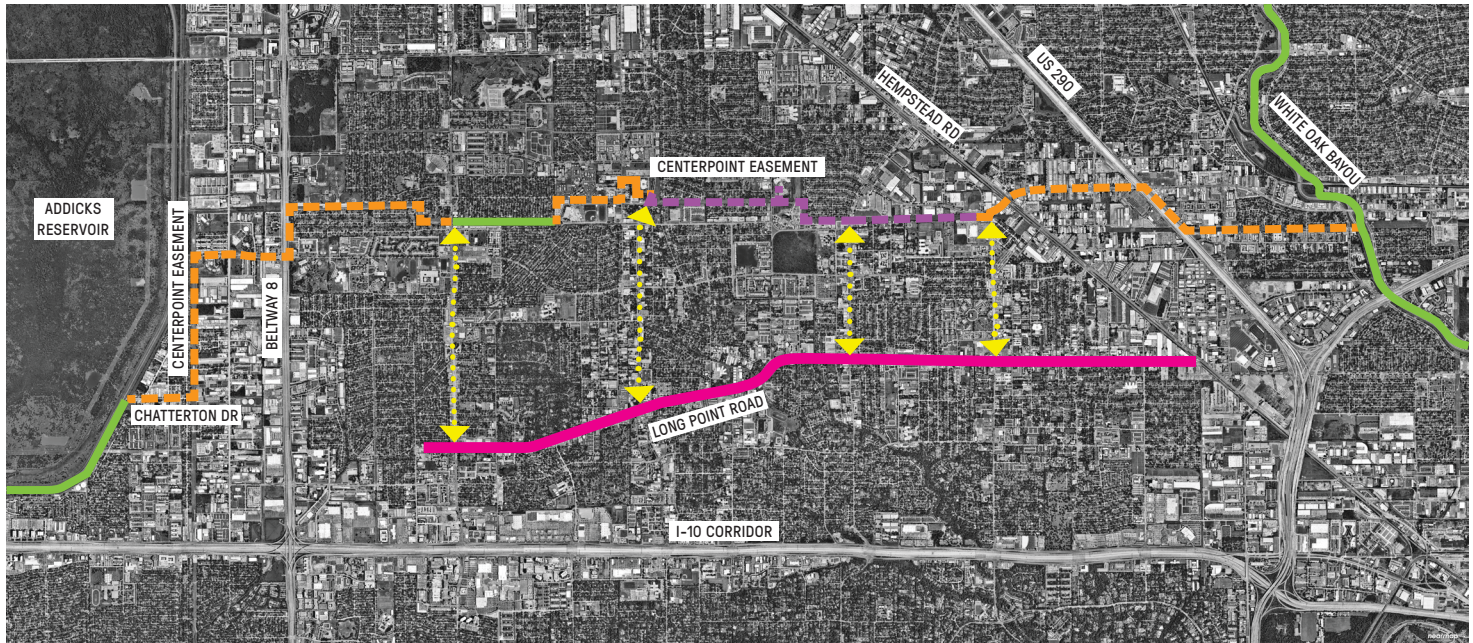 HEMPSTEAD RD
US 290
WHITE OAK BAYOU
CENTERPOINT EASEMENT
ADDICKS
RESERVOIR
CENTERPOINT EASEMENT
BELTWAY 8
CHATTERTON DR
LONG POINT ROAD
I-10 CORRIDOR
nearmap